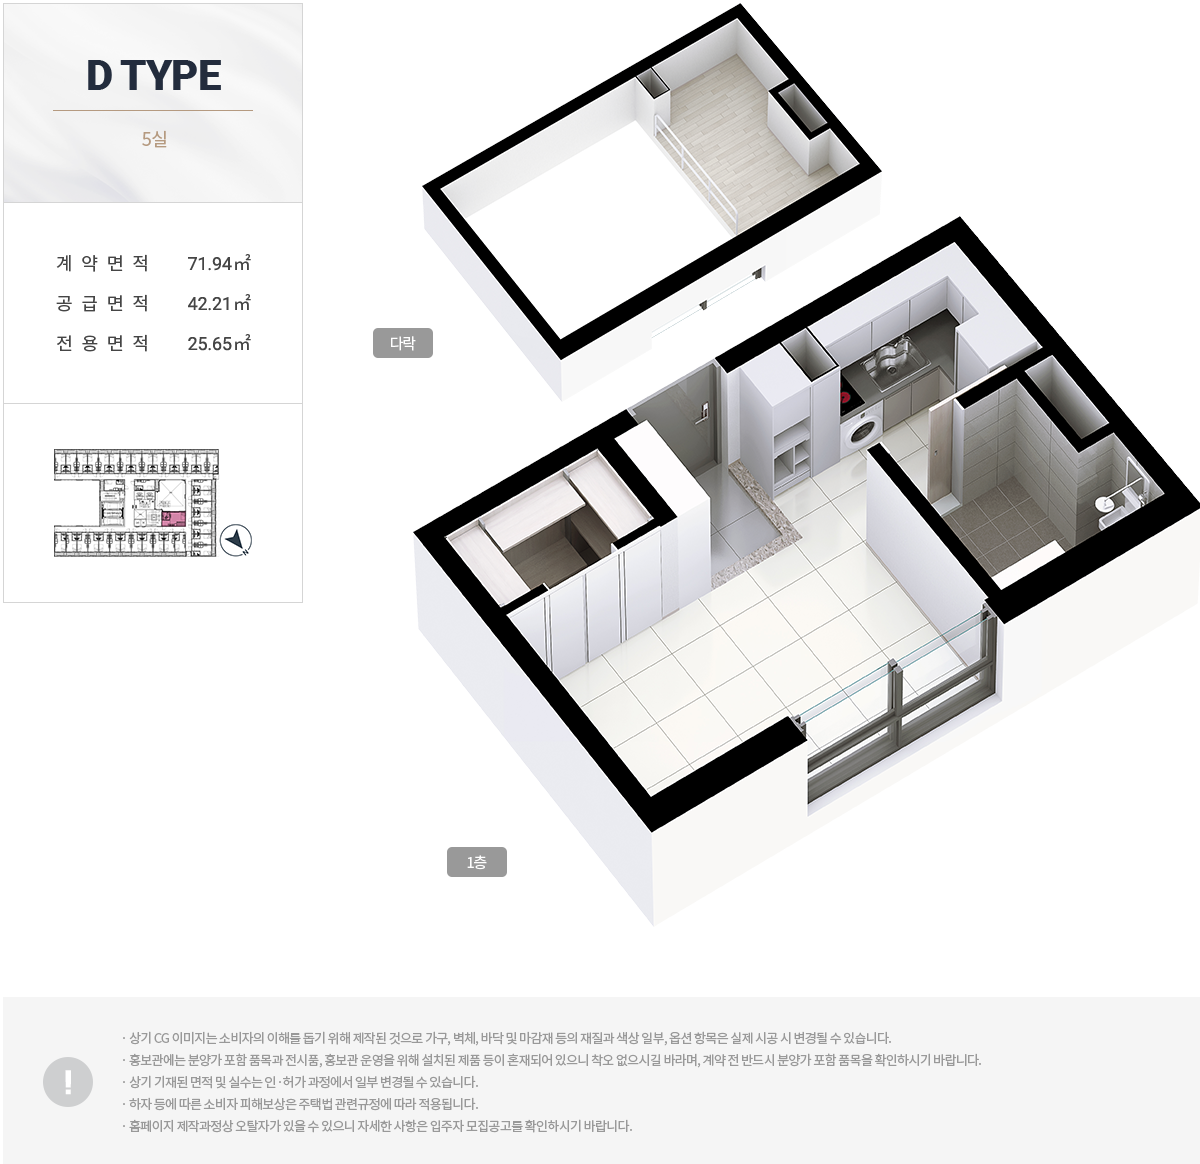 D TYPE
5실
계약면적 71.94㎡
공급면적 42.21㎡
전용면적 25.65㎡
N
다락
1층
!
· 상기 CG 이미지는 소비자의 이해를 돕기 위해 제작된 것으로 가구, 벽체, 바닥 및 마감재 등의 재질과 색상 일부, 옵션 항목은 실제 시공 시 변경될 수 있습니다.
· 홍보관에는 분양가 포함 품목과 전시품, 홍보관 운영을 위해 설치된 제품 등이 혼재되어 있으니 착오 없으시길 바라며, 계약 전 반드시 분양가 포함 품목을 확인하시기 바랍니다.
· 상기 기재된 면적 및 실수는 인·허가 과정에서 일부 변경될 수 있습니다.
· 하자 등에 따른 소비자 피해보상은 주택법 관련규정에 따라 적용됩니다.
· 홈페이지 제작과정상 오탈자가 있을 수 있으니 자세한 사항은 입주자 모집공고를 확인하시기 바랍니다.